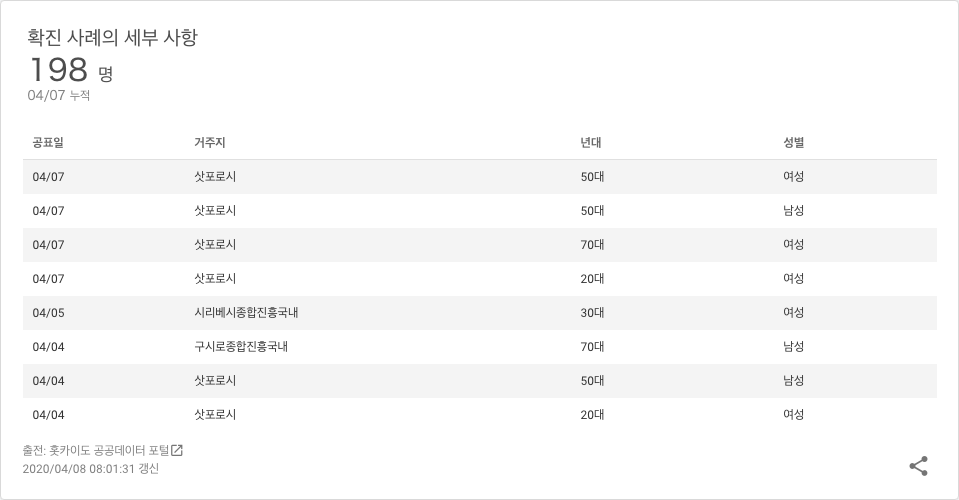 확진 사례의 세부 사항
198 명
04/07 누적
공표일 거주지 년대 성별
04/07 삿포로시 50대 여성
04/07 삿포로시 50대 남성
04/07 삿포로시 70대 여성
04/07 삿포로시 20대 여성
04/05 시리베시종합진흥국내 30대 여성
04/04 구시로종합진흥국내 70대 남성
04/04 삿포로시 50대 남성
04/04 삿포로시 20대 여성
출전: 홋카이도 공공데이터 포털
2020/04/08 08:01:31 갱신